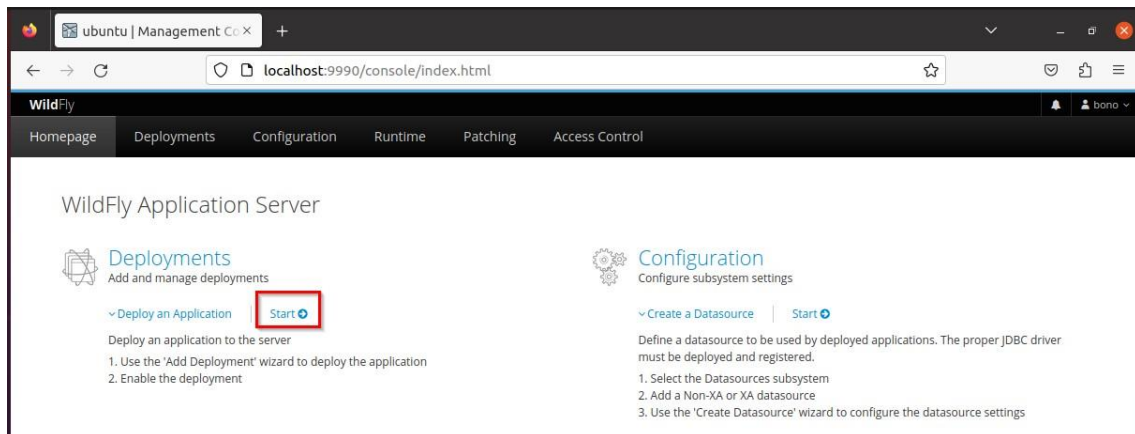 ubuntu | Management Co
localhost:9990/console/index.html
WildFly
bono
Homepage Deployments Configuration Runtime Patching Access Control
WildFly Application Server
Deployments
Add and manage deployments
Deploy an Application Start
Deploy an application to the server
1. Use the 'Add Deployment' wizard to deploy the application
2. Enable the deployment
Configuration
Configure subsystem settings
Create a Datasource Start
Define a datasource to be used by deployed applications. The proper JDBC driver
must be deployed and registered.
1. Select the Datasources subsystem
2. Add a Non-XA or XA datasource
3. Use the 'Create Datasource' wizard to configure the datasource settings